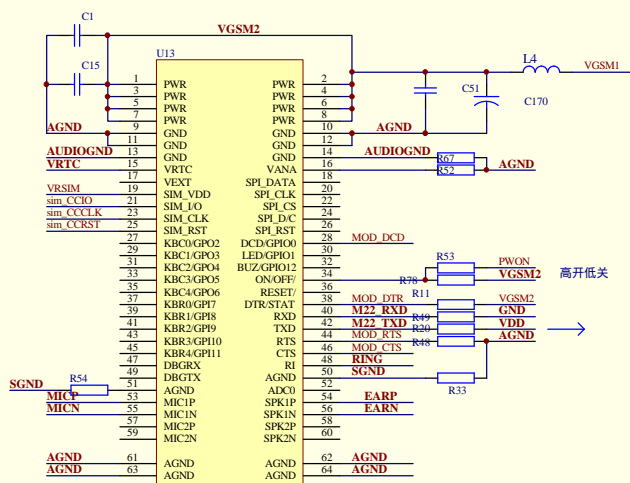 C1
VGSM2
U13
L4
VGSM1
C15
C51
C170
1 PWR PWR 2
3 PWR PWR 4
5 PWR PWR 6
7 PWR PWR 8
AGND 9 GND GND 10 AGND
11 GND GND 12
AUDIOGND 13 GND GND 14 AUDIOGND R67
VRTC 15 VRTC VANA 16 R52 AGND
17 VEXT SPI_DATA 18
VRSIM 19 SIM_VDD SPI_CLK 20
sim_CCIO 21 SIM_I/O SPI_CS 22
sim_CCCLK 23 SIM_CLK SPI_D/C 24
sim_CCRST 25 SIM_RST SPI_RST 26
27 KBC0/GPO2 DCD/GPIO0 28 MOD_DCD
29 KBC1/GPO3 LED/GPIO1 30
31 KBC2/GPO4 BUZ/GPIO12 32 R53 PWON
33 KBC3/GPO5 ON/OFF/ 34 R78 VGSM2 高开低关
35 KBC4/GPO6 RESET/ 36
37 KBR0/GPI7 DTR/STAT 38 MOD_DTR R11 VGSM2
39 KBR1/GPI8 RXD 40 M22_RXD R49 GND
41 KBR2/GPI9 TXD 42 M22_TXD R20 VDD
43 KBR3/GPI10 RTS 44 MOD_RTS R48 AGND
45 KBR4/GPI11 CTS 46 MOD_CTS
47 DBGRX RI 48 RING
49 DBGTX AGND 50 SGND R33
SGND R54 51 AGND ADC0 52
MICP 53 MIC1P SPK1P 54 EARP
MICN 55 MIC1N SPK1N 56 EARN
57 MIC2P SPK2P 58
59 MIC2N SPK2N 60
AGND 61 AGND AGND 62 AGND
AGND 63 AGND AGND 64 AGND